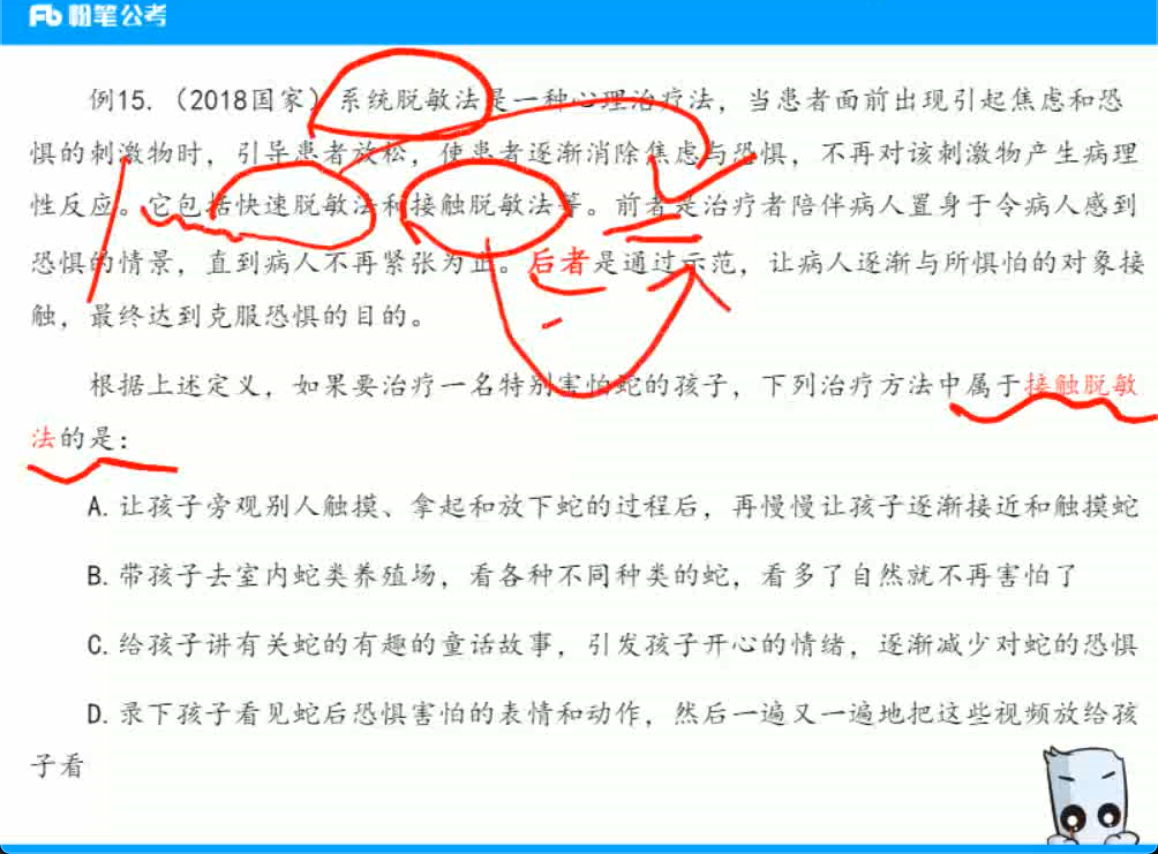 粉笔公考
例15.（2018国家）系统脱敏法是一种心理治疗法，当患者面前出现引起焦虑和恐
惧的刺激物时，引导患者放松，使患者逐渐消除焦虑与恐惧，不再对该刺激物产生病理
性反应。它包括快速脱敏法和接触脱敏法等。前者是治疗者陪伴病人置身于令病人感到
恐惧的情景，直到病人不再紧张为止。后者是通过示范，让病人逐渐与所惧怕的对象接
触，最终达到克服恐惧的目的。
根据上述定义，如果要治疗一名特别害怕蛇的孩子，下列治疗方法中属于接触脱敏
法的是：
A. 让孩子旁观别人触摸、拿起和放下蛇的过程后，再慢慢让孩子逐渐接近和触摸蛇
B. 带孩子去室内蛇类养殖场，看各种不同种类的蛇，看多了自然就不再害怕了
C. 给孩子讲有关蛇的有趣的童话故事，引发孩子开心的情绪，逐渐减少对蛇的恐惧
D. 录下孩子看见蛇后恐惧害怕的表情和动作，然后一遍又一遍地把这些视频放给孩
子看